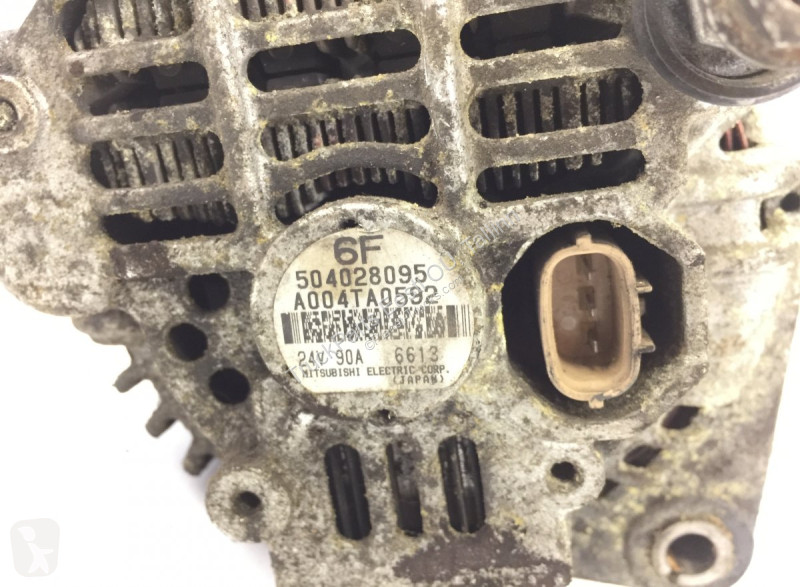 6F
504028095
A004TA0592
24V 90A 6613
MITSUBISHI ELECTRIC CORP.
(JAPAN)